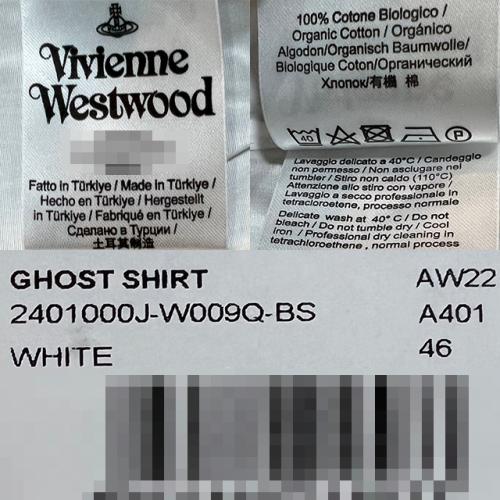 Vivienne
Westwood
Fatto in Türkiye / Made in Türkiye /
Hecho en Türkiye / Hergestellt
in Türkiye / Fabriqué en Türkiye /
Сделано в Турции /
土耳其制造
100% Cotone Biologico /
Organic Cotton / Orgánico
Algodon/Organisch Baumwolle/
Biologique Coton/Органический
Хлопок/有機 棉
40
P
Lavaggio delicato a 40°C / Candeggio
non permesso / Non asciugare nel
tumbler / Stiro non caldo (110°C)
Attenzione allo stiro con vapore /
Lavaggio a secco professionale in
tetracloroetene, processo normale
Delicate wash at 40° C / Do not
bleach / Do not tumble dry / Cool
iron / Professional dry cleaning in
tetrachloroethene, normal process
GHOST SHIRT AW22
2401000J-W009Q-BS A401
WHITE 46